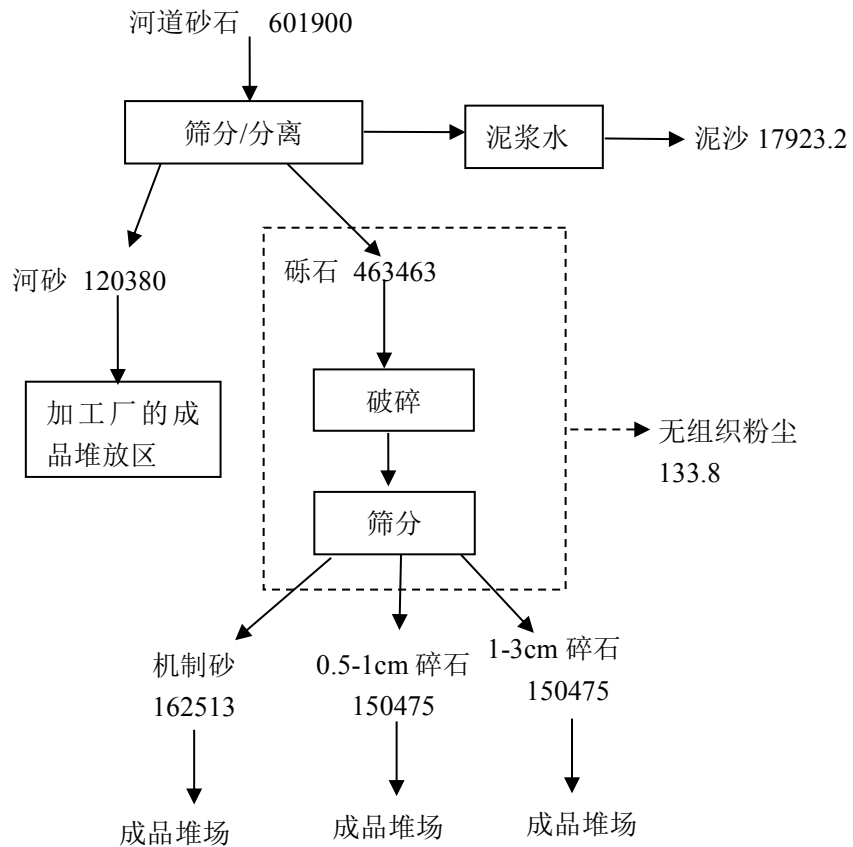 河道砂石 601900
筛分/分离
泥浆水
泥沙 17923.2
河砂 120380
砾石 463463
加工厂的成
品堆放区
破碎
无组织粉尘
133.8
筛分
机制砂
162513
0.5-1cm 碎石
150475
1-3cm 碎石
150475
成品堆场
成品堆场
成品堆场